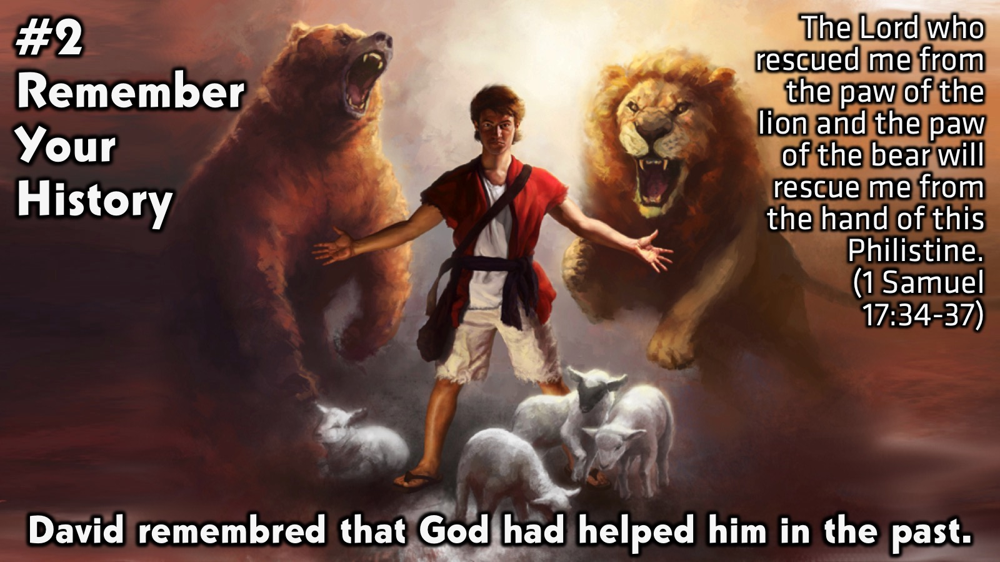 #2
Remember
Your
History
The Lord who
rescued me from
the paw of the
lion and the paw
of the bear will
rescue me from
the hand of this
Philistine.
(1 Samuel
17:34-37)
David remembred that God had helped him in the past.